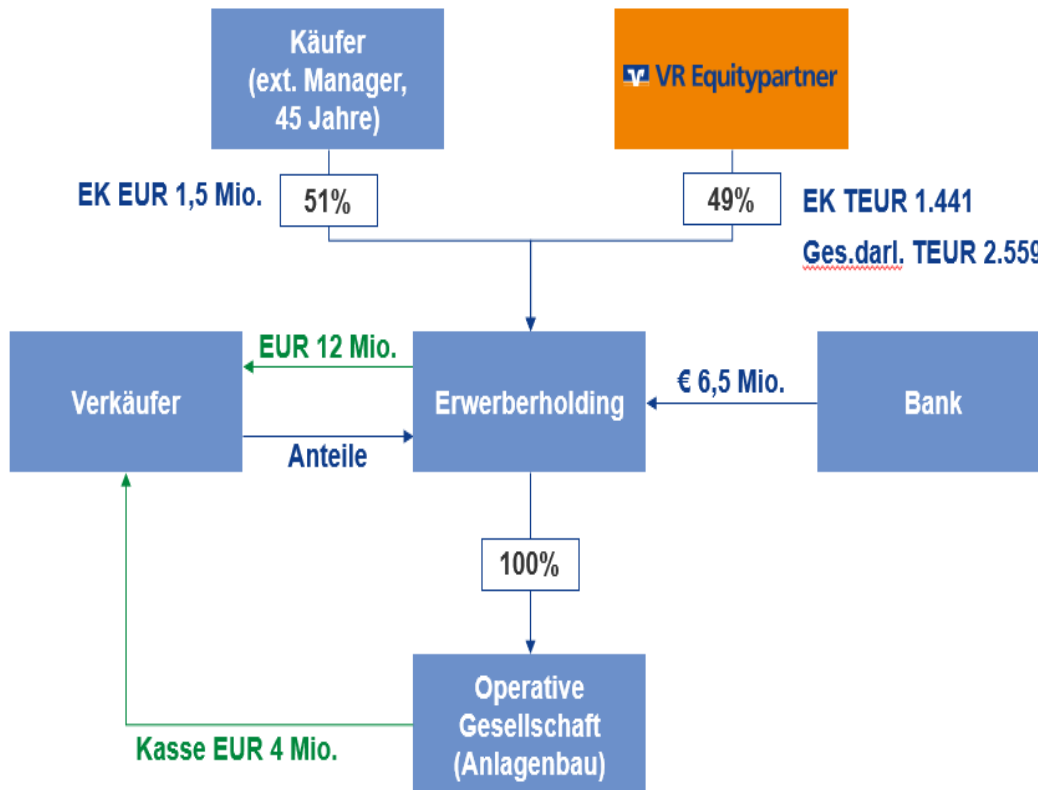 Käufer
(ext. Manager,
45 Jahre)
VR Equitypartner
EK EUR 1,5 Mio.
51%
49%
EK TEUR 1.441
Ges.darl. TEUR 2.559
Verkäufer
EUR 12 Mio.
Anteile
Erwerberholding
€ 6,5 Mio.
Bank
100%
Operative
Gesellschaft
(Anlagenbau)
Kasse EUR 4 Mio.